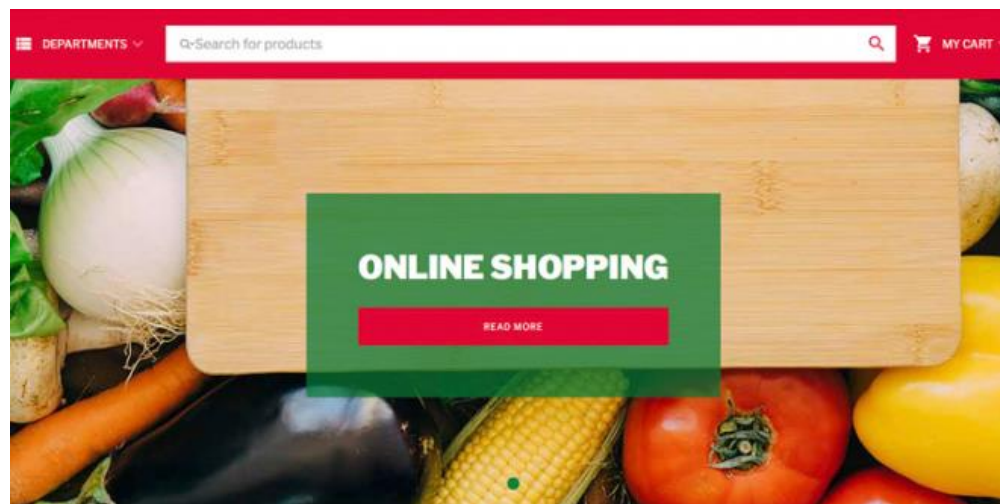 DEPARTMENTS
Search for products
MY CART
ONLINE SHOPPING
READ MORE